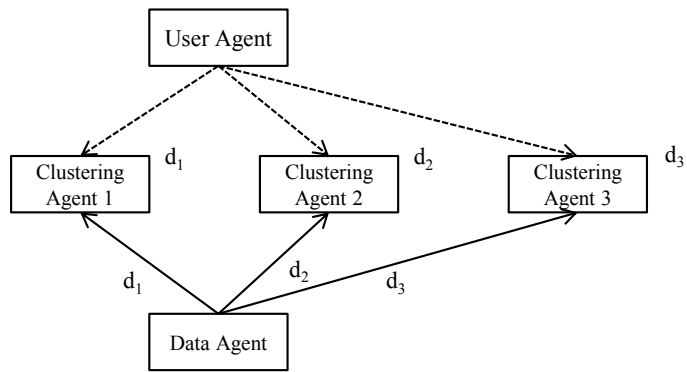 User Agent
d₁
d₂
d₃
Clustering
Agent 1
Clustering
Agent 2
Clustering
Agent 3
d₁
d₂
d₃
Data Agent